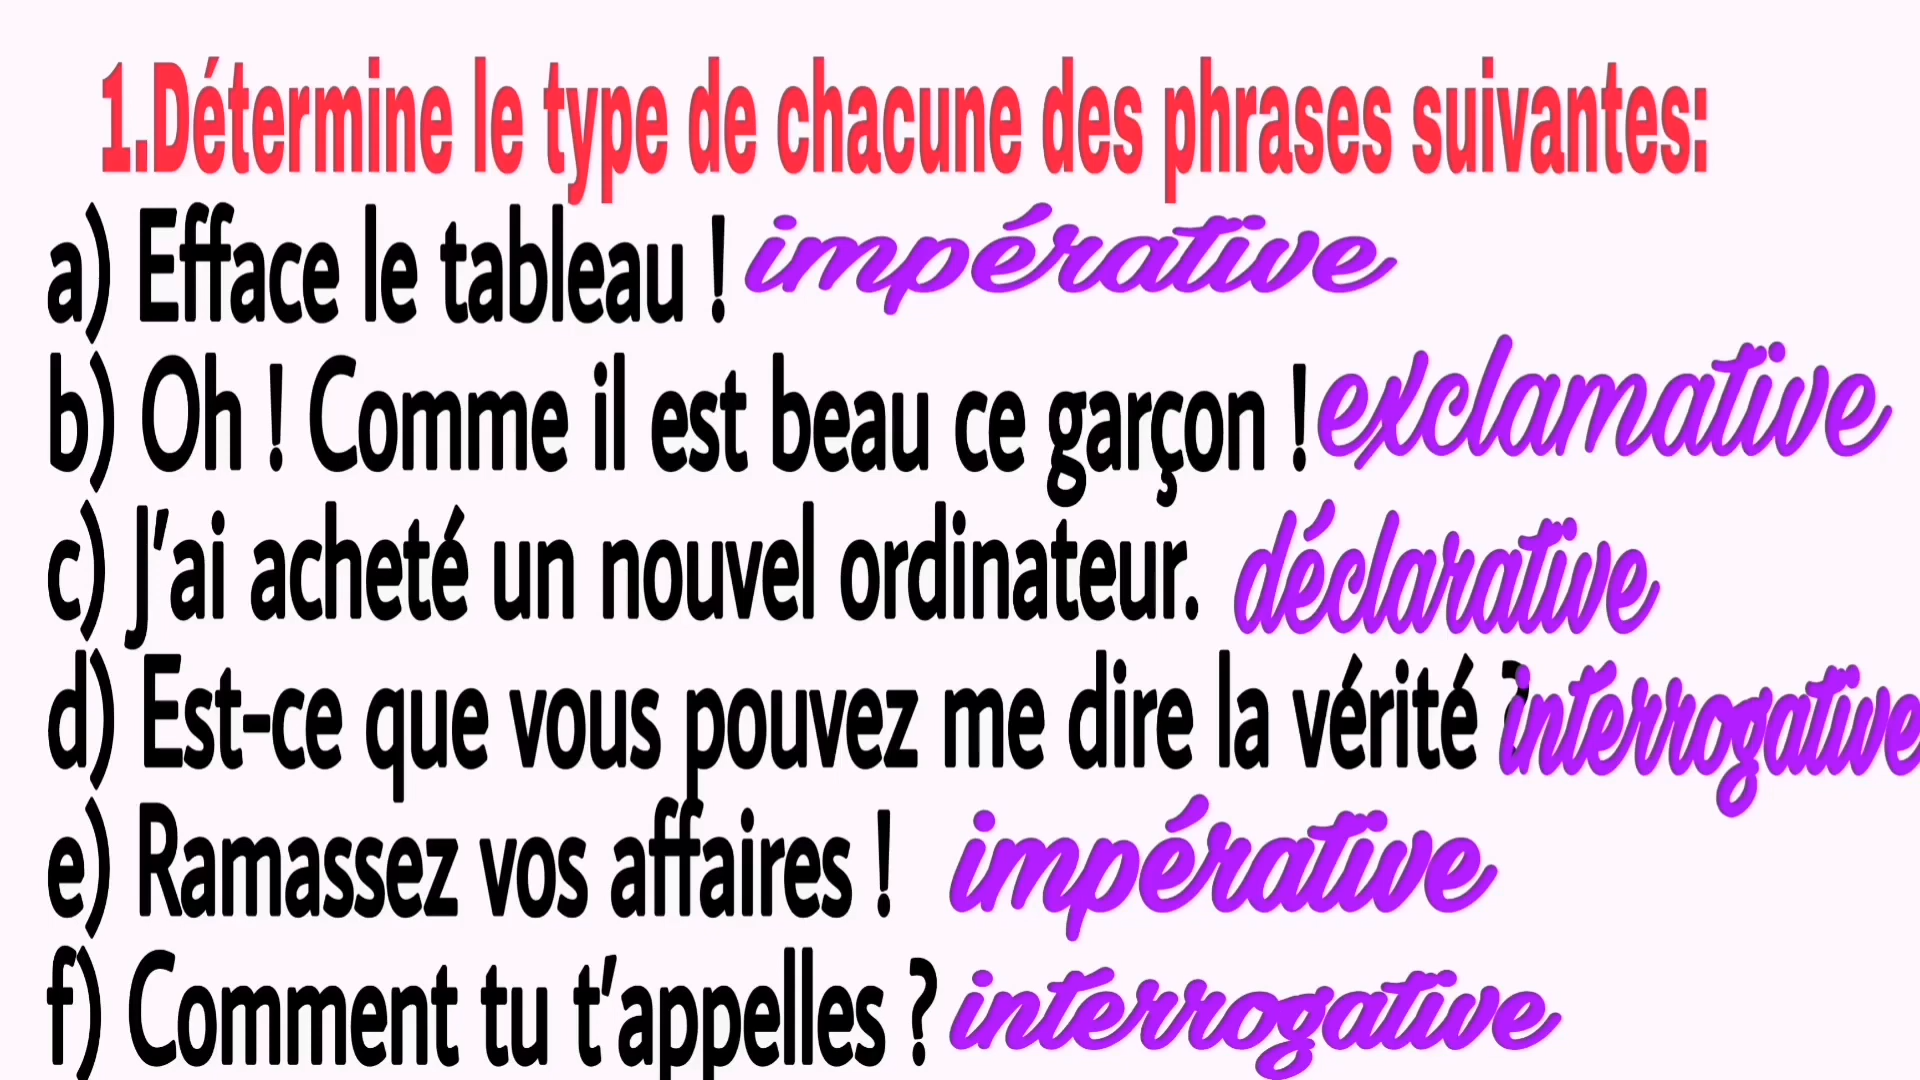 1.Détermine le type de chacune des phrases suivantes:
a) Efface le tableau ! impérative
b) Oh ! Comme il est beau ce garçon ! exclamative
c) J'ai acheté un nouvel ordinateur. déclarative
d) Est-ce que vous pouvez me dire la vérité ? interrogative
e) Ramassez vos affaires ! impérative
f) Comment tu t'appelles ? interrogative